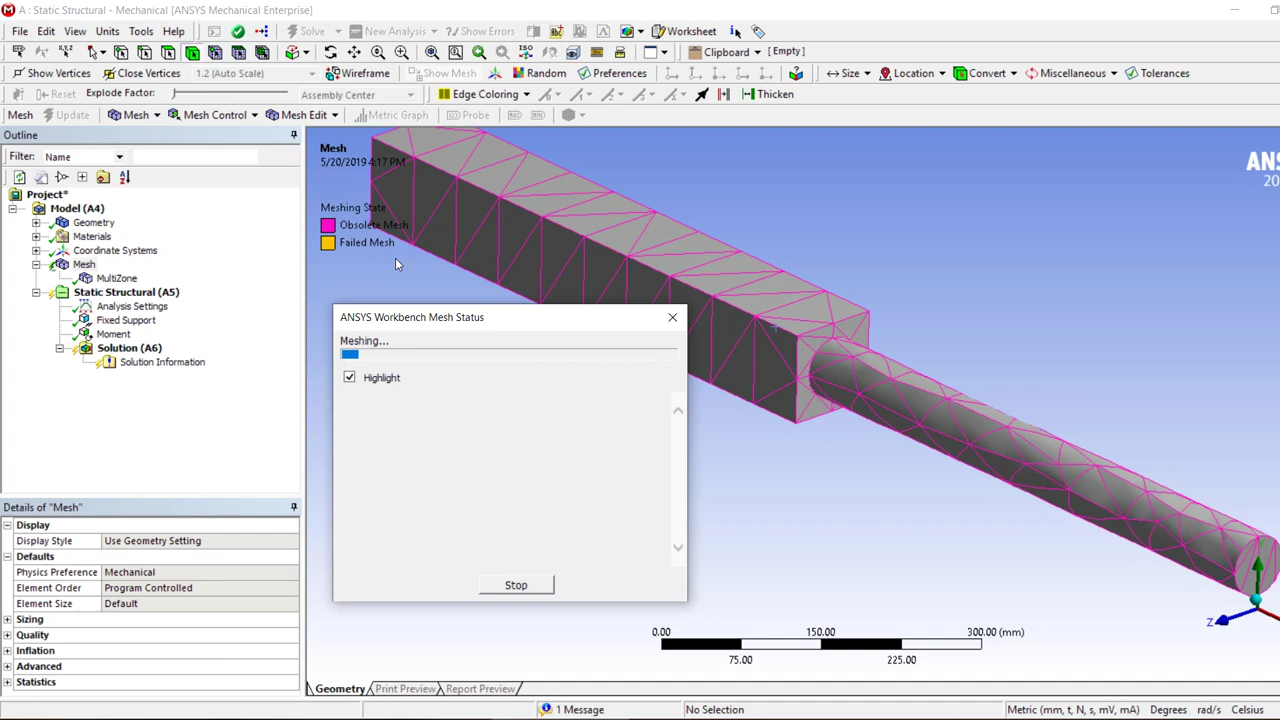 A : Static Structural - Mechanical [ANSYS Mechanical Enterprise]
File Edit View Units Tools Help Solve New Analysis Show Errors Worksheet
Clipboard [ Empty ]
Show Vertices Close Vertices 1.2 (Auto Scale) Wireframe Show Mesh Random Preferences Size Location Convert Miscellaneous Tolerances
Reset Explode Factor: Assembly Center Edge Coloring Thicken
Mesh Update Mesh Mesh Control Mesh Edit Metric Graph Probe
Outline
Filter: Name
Project*
Model (A4)
Geometry
Materials
Coordinate Systems
Mesh
MultiZone
Static Structural (A5)
Analysis Settings
Fixed Support
Moment
Solution (A6)
Solution Information
Details of "Mesh"
Display
Display Style Use Geometry Setting
Defaults
Physics Preference Mechanical
Element Order Program Controlled
Element Size Default
Sizing
Quality
Inflation
Advanced
Statistics
Mesh
5/20/2019 4:17 PM
Meshing State
Obsolete Mesh
Failed Mesh
ANSYS Workbench Mesh Status
Meshing...
Highlight
Stop
0.00 150.00 300.00 (mm)
75.00 225.00
Z
Geometry Print Preview Report Preview
1 Message No Selection Metric (mm, t, N, s, mV, mA) Degrees rad/s Celsius